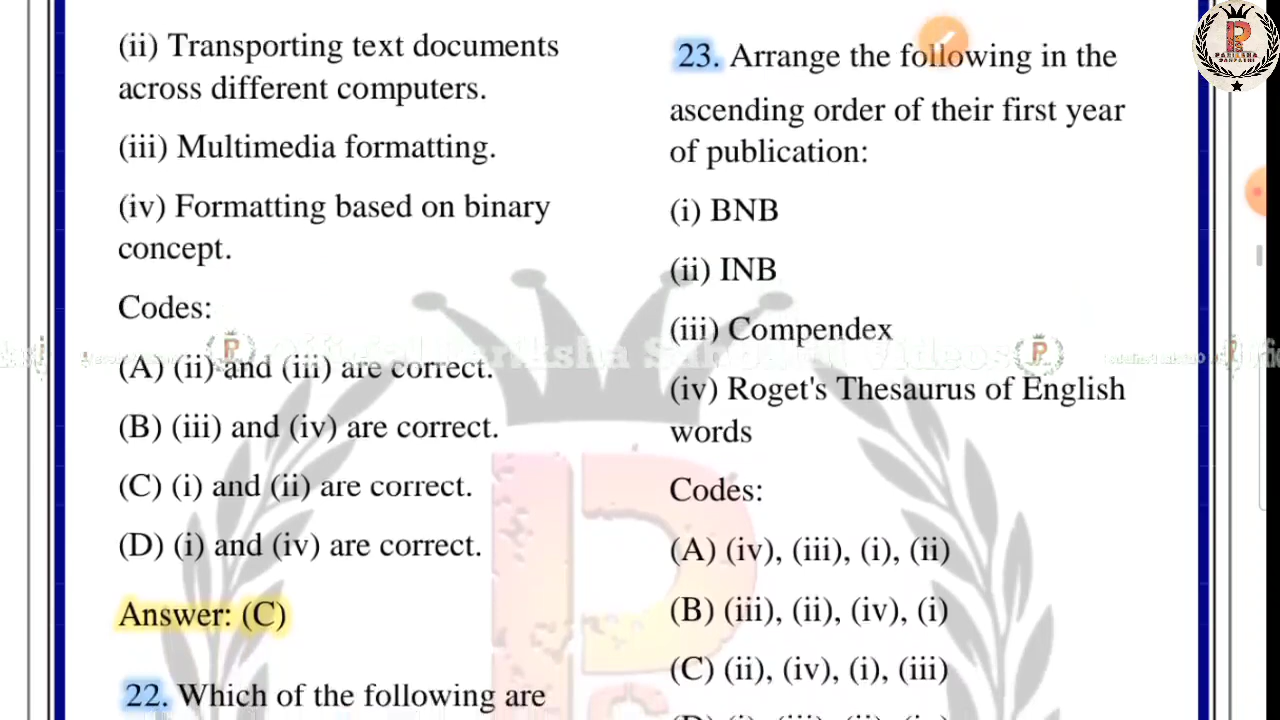 (ii) Transporting text documents
across different computers.
(iii) Multimedia formatting.
(iv) Formatting based on binary
concept.
Codes:
(A) (ii) and (iii) are correct.
(B) (iii) and (iv) are correct.
(C) (i) and (ii) are correct.
(D) (i) and (iv) are correct.
Answer: (C)
22. Which of the following are
23. Arrange the following in the
ascending order of their first year
of publication:
(i) BNB
(ii) INB
(iii) Compendex
(iv) Roget's Thesaurus of English
words
Codes:
(A) (iv), (iii), (i), (ii)
(B) (iii), (ii), (iv), (i)
(C) (ii), (iv), (i), (iii)
PARIKSHA